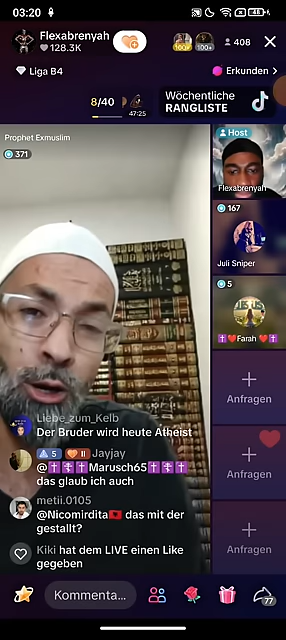 03:20
Flexabrenyah
128.3K
100+
408
Liga B4
Erkunden >
8/40
47:25
Wöchentliche
RANGLISTE
Prophet Exmuslim
371
Host
Flexabrenyah
167
Juli Sniper
5
Farah
Anfragen
Anfragen
Anfragen
Liebe_zum_Kelb
Der Bruder wird heute Atheist
5 II Jayjay
@Marusch65
das glaub ich auch
metii.0105
@Nicomirdita das mit der
gestallt?
Kiki hat dem LIVE einen Like
gegeben
Kommenta...
77